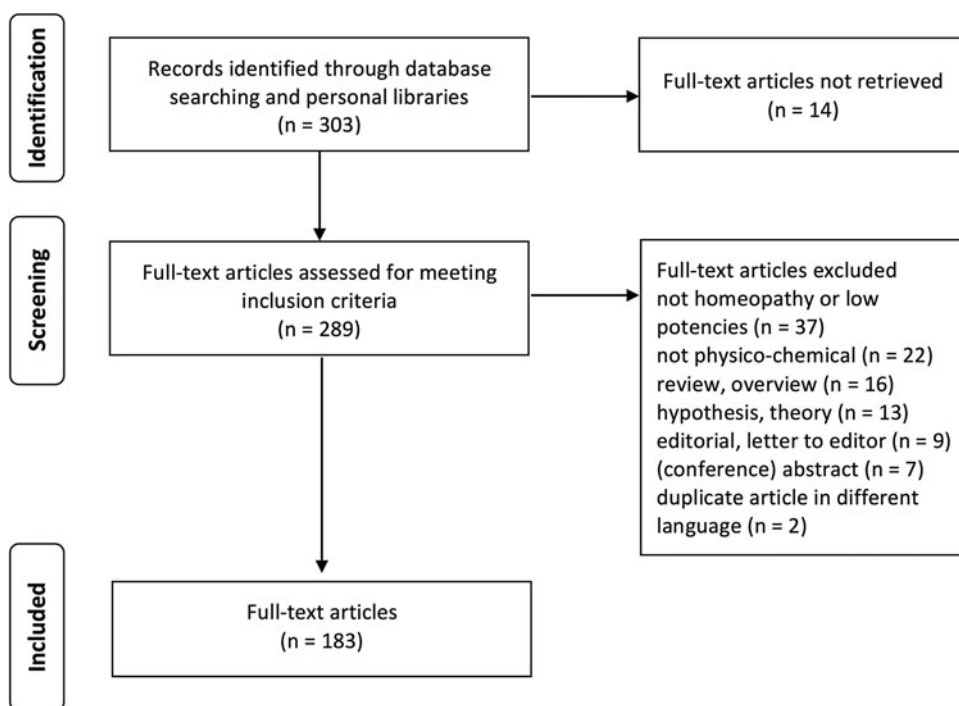 Identification
Records identified through database
searching and personal libraries
(n = 303)
Full-text articles not retrieved
(n = 14)
Screening
Full-text articles assessed for meeting
inclusion criteria
(n = 289)
Full-text articles excluded
not homeopathy or low
potencies (n = 37)
not physico-chemical (n = 22)
review, overview (n = 16)
hypothesis, theory (n = 13)
editorial, letter to editor (n = 9)
(conference) abstract (n = 7)
duplicate article in different
language (n = 2)
Included
Full-text articles
(n = 183)